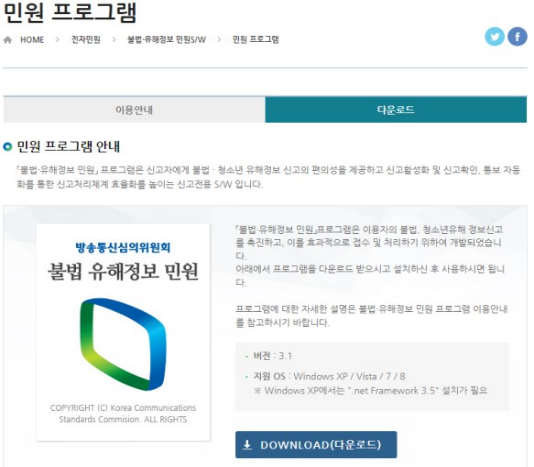 민원 프로그램
HOME > 전자민원 > 불법·유해정보 민원S/W > 민원 프로그램
이용안내
다운로드
민원 프로그램 안내
「불법·유해정보 민원」 프로그램은 신고자에게 불법·청소년 유해정보 신고의 편의성을 제공하고 신고활성화 및 신고확인, 통보 자동
화를 통한 신고처리체계 효율화를 높이는 신고전용 S/W 입니다.
방송통신심의위원회
불법 유해정보 민원
COPYRIGHT (C) Korea Communications
Standards Commision. ALL RIGHTS
「불법·유해정보 민원」프로그램은 이용자의 불법, 청소년유해 정보신고
를 촉진하고, 이를 효과적으로 접수 및 처리하기 위하여 개발되었습니
다.
아래에서 프로그램을 다운로드 받으시고 설치하신 후 사용하시면 됩니
다.
프로그램에 대한 자세한 설명은 불법·유해정보 민원 프로그램 이용안내
를 참고하시기 바랍니다.
· 버전 : 3.1
· 지원 OS : Windows XP / Vista / 7 / 8
※ Windows XP에서는 ".net Framework 3.5" 설치가 필요
DOWNLOAD(다운로드)